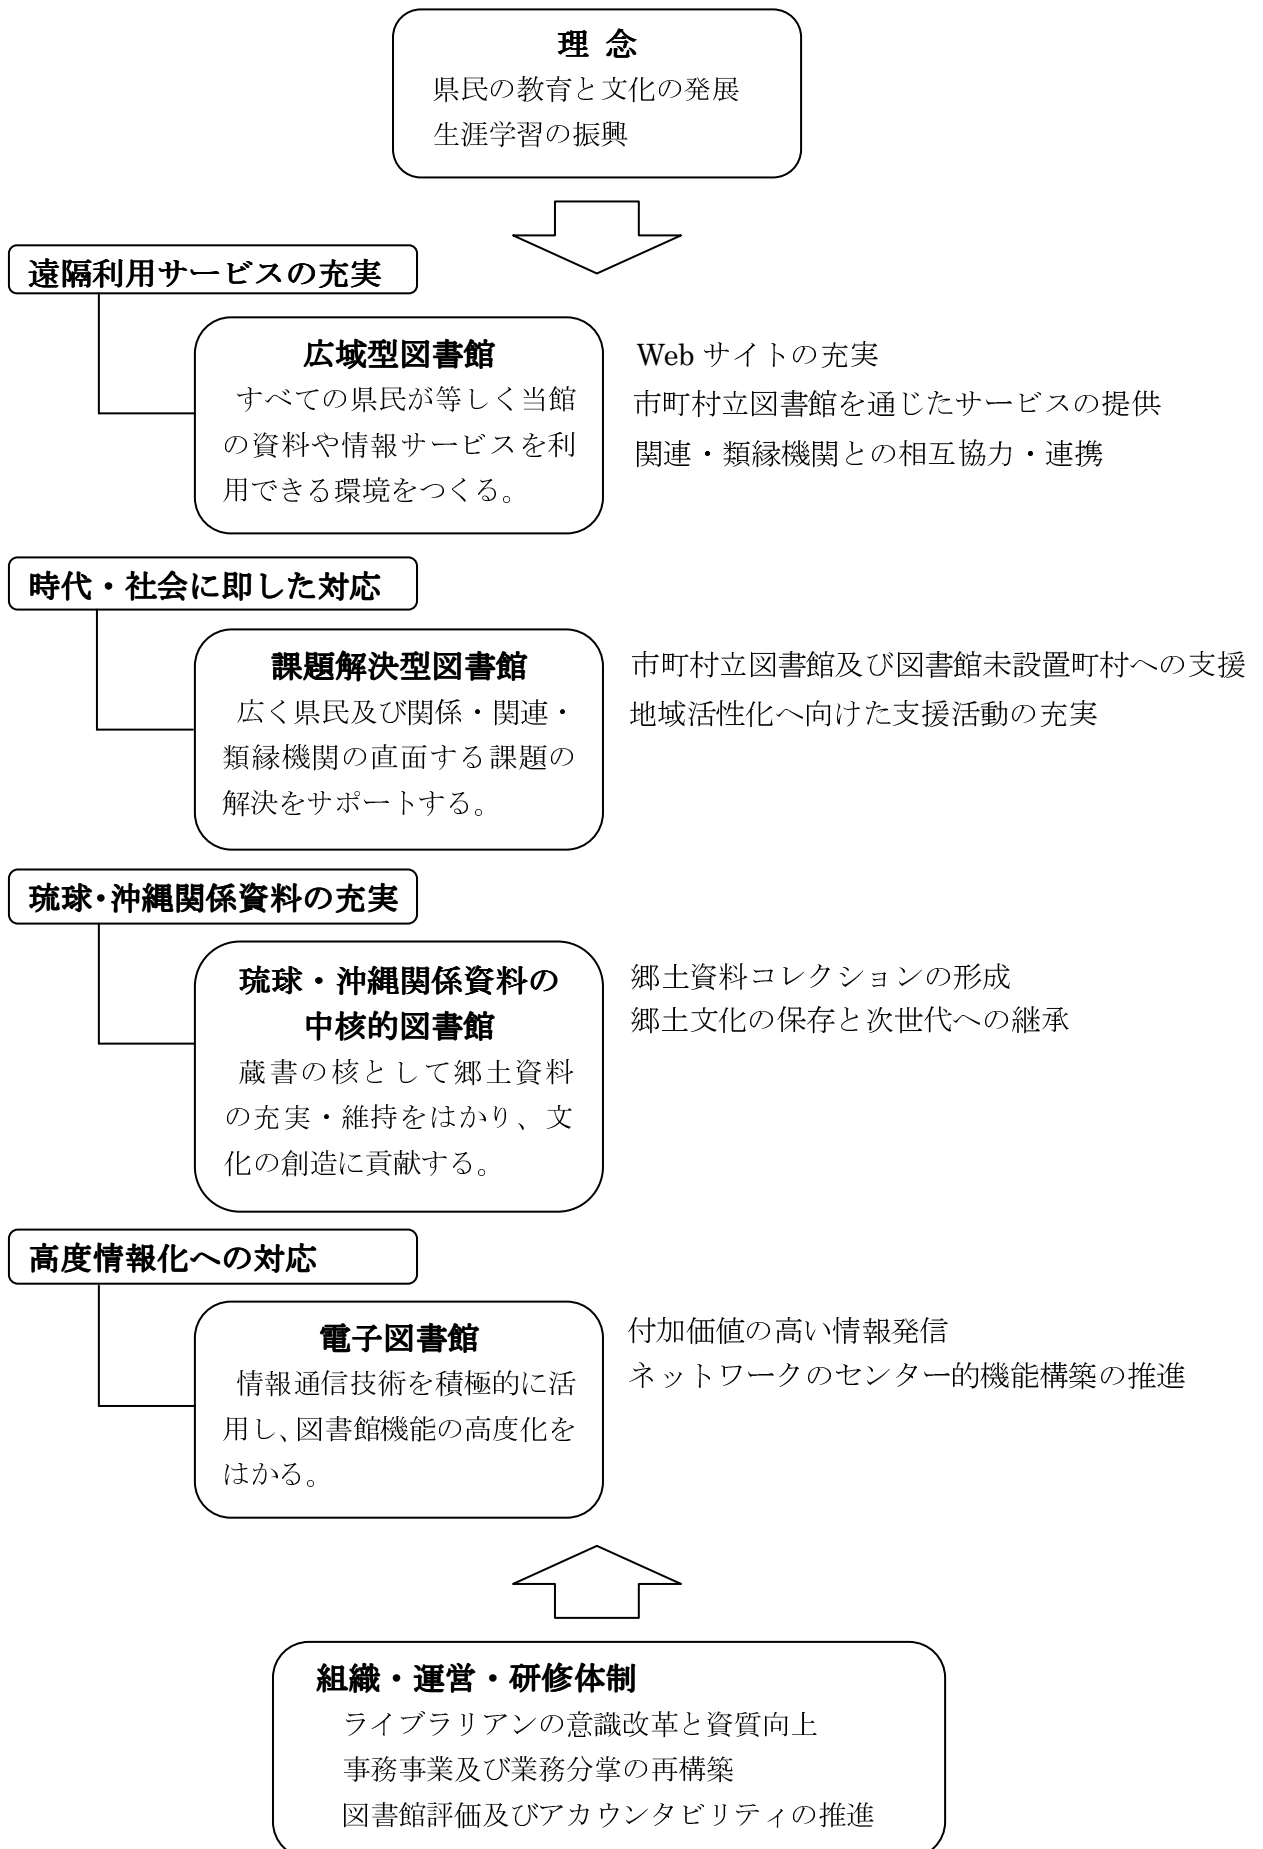 理 念
県民の教育と文化の発展
生涯学習の振興
遠隔利用サービスの充実
広域型図書館
すべての県民が等しく当館
の資料や情報サービスを利
用できる環境をつくる。
Web サイトの充実
市町村立図書館を通じたサービスの提供
関連・類縁機関との相互協力・連携
時代・社会に即した対応
課題解決型図書館
広く県民及び関係・関連・
類縁機関の直面する課題の
解決をサポートする。
市町村立図書館及び図書館未設置町村への支援
地域活性化へ向けた支援活動の充実
琉球・沖縄関係資料の充実
琉球・沖縄関係資料の
中核的図書館
蔵書の核として郷土資料
の充実・維持をはかり、文
化の創造に貢献する。
郷土資料コレクションの形成
郷土文化の保存と次世代への継承
高度情報化への対応
電子図書館
情報通信技術を積極的に活
用し、図書館機能の高度化を
はかる。
付加価値の高い情報発信
ネットワークのセンター的機能構築の推進
組織・運営・研修体制
ライブラリアンの意識改革と資質向上
事務事業及び業務分掌の再構築
図書館評価及びアカウンタビリティの推進